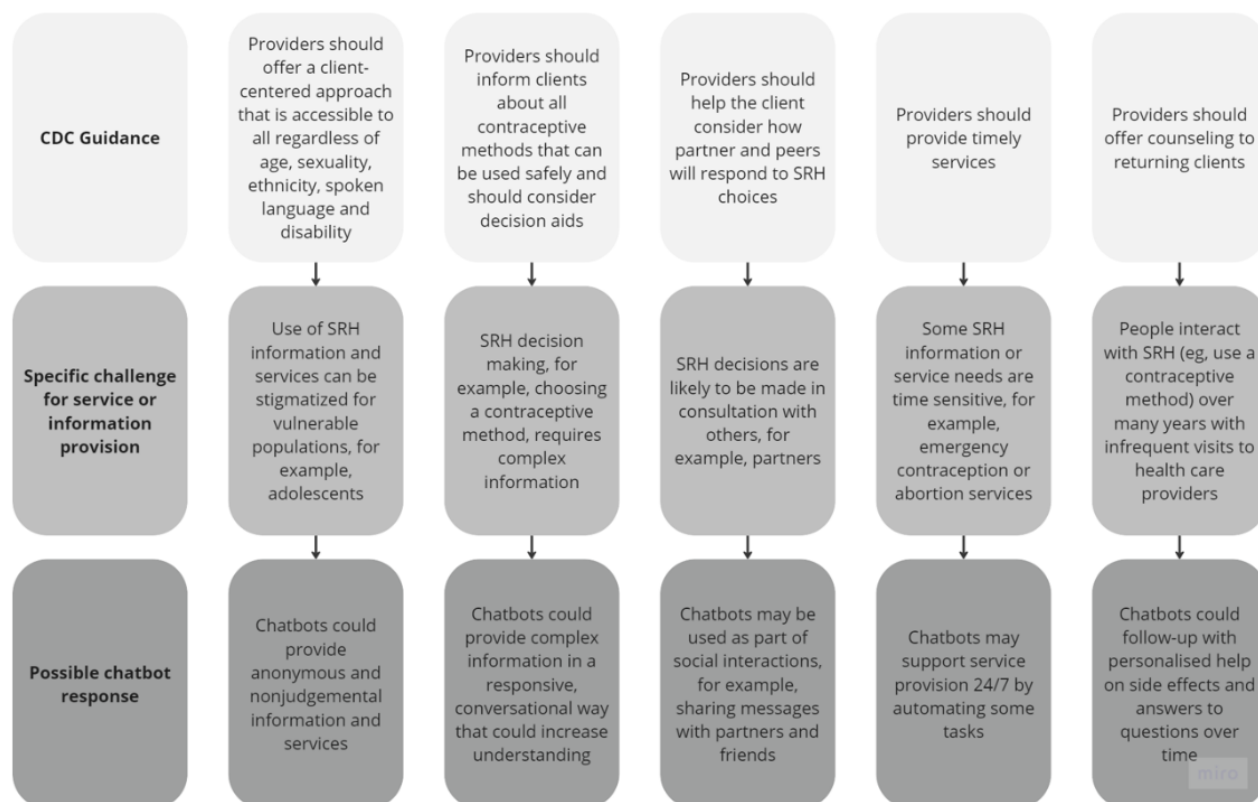 CDC Guidance
Providers should
offer a client-
centered approach
that is accessible to
all regardless of
age, sexuality,
ethnicity, spoken
language and
disability
Providers should
inform clients
about all
contraceptive
methods that can
be used safely and
should consider
decision aids
Providers should
help the client
consider how
partner and peers
will respond to SRH
choices
Providers should
provide timely
services
Providers should
offer counseling to
returning clients
Specific challenge
for service or
information
provision
Use of SRH
information and
services can be
stigmatized for
vulnerable
populations, for
example,
adolescents
SRH decision
making, for
example, choosing
a contraceptive
method, requires
complex
information
SRH decisions are
likely to be made in
consultation with
others, for
example, partners
Some SRH
information or
service needs are
time sensitive, for
example,
emergency
contraception or
abortion services
People interact
with SRH (eg, use a
contraceptive
method) over
many years with
infrequent visits to
health care
providers
Possible chatbot
response
Chatbots could
provide
anonymous and
nonjudgemental
information and
services
Chatbots could
provide complex
information in a
responsive,
conversational way
that could increase
understanding
Chatbots may be
used as part of
social interactions,
for example,
sharing messages
with partners and
friends
Chatbots may
support service
provision 24/7 by
automating some
tasks
Chatbots could
follow-up with
personalised help
on side effects and
answers to
questions over
time
miro